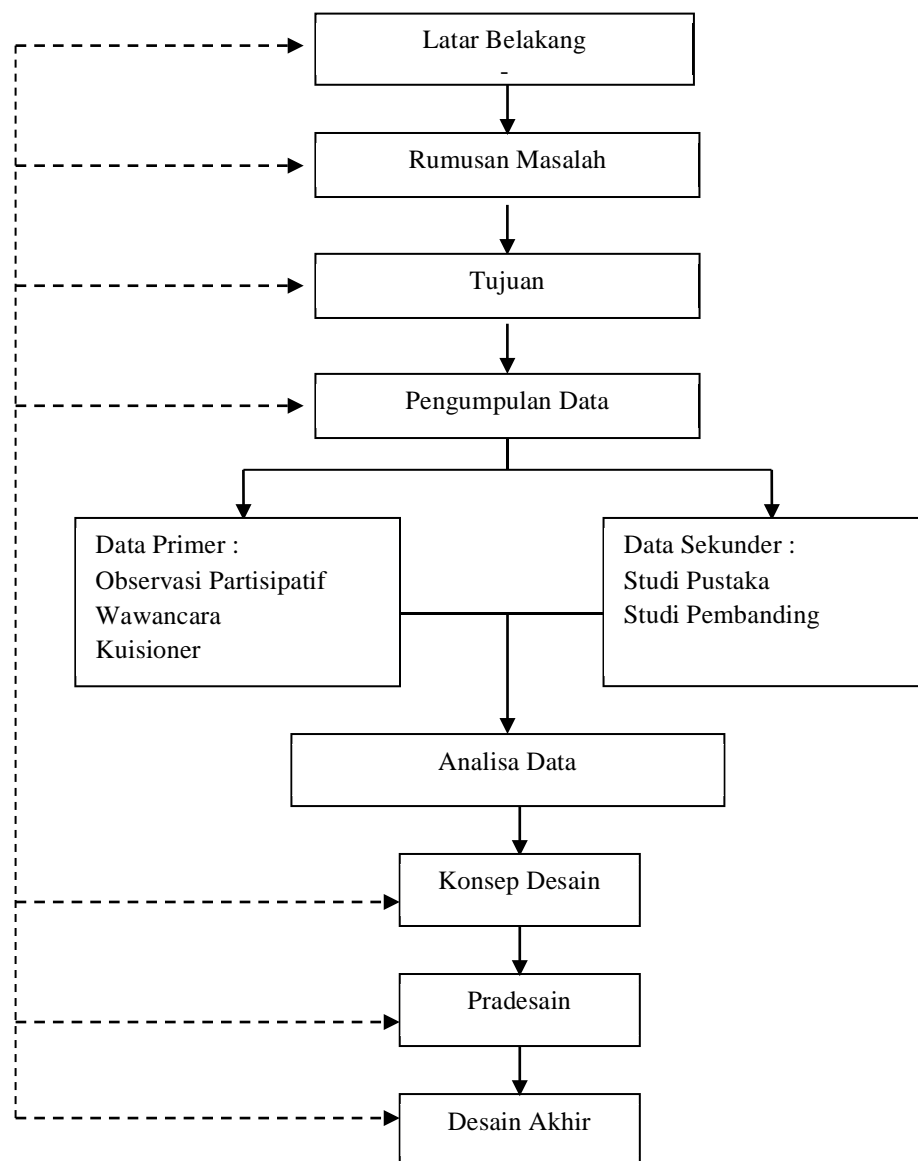 Latar Belakang
-
Rumusan Masalah
Tujuan
Pengumpulan Data
Data Primer :
Observasi Partisipatif
Wawancara
Kuisioner
Data Sekunder :
Studi Pustaka
Studi Pembanding
Analisa Data
Konsep Desain
Pradesain
Desain Akhir